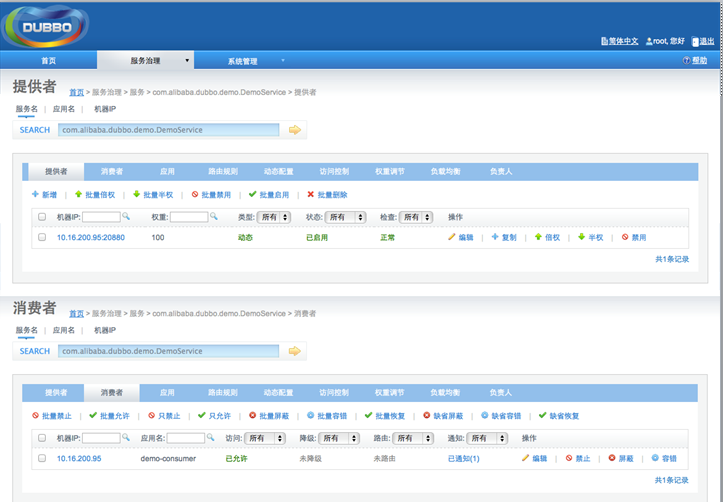 DUBBO
简体中文 root, 您好 退出
首页 服务治理 系统管理 帮助
提供者 首页 > 服务治理 > 服务 > com.alibaba.dubbo.demo.DemoService > 提供者
服务名 | 应用名 | 机器IP
SEARCH com.alibaba.dubbo.demo.DemoService
提供者 消费者 应用 路由规则 动态配置 访问控制 权重调节 负载均衡 负责人
新增 | 批量倍权 | 批量半权 | 批量禁用 | 批量启用 | 批量删除
机器IP: 权重: 类型: 所有 状态: 所有 检查: 所有 操作
10.16.200.95:20880 100 动态 已启用 正常 编辑 | 复制 | 倍权 | 半权 | 禁用
共1条记录
消费者 首页 > 服务治理 > 服务 > com.alibaba.dubbo.demo.DemoService > 消费者
服务名 | 应用名 | 机器IP
SEARCH com.alibaba.dubbo.demo.DemoService
提供者 消费者 应用 路由规则 动态配置 访问控制 权重调节 负载均衡 负责人
批量禁止 | 批量允许 | 只禁止 | 只允许 | 批量屏蔽 | 批量容错 | 批量恢复 | 缺省屏蔽 | 缺省容错 | 缺省恢复
机器IP: 应用名: 访问: 所有 降级: 所有 路由: 所有 通知: 所有 操作
10.16.200.95 demo-consumer 已允许 未降级 未路由 已通知(1) 编辑 | 禁止 | 屏蔽 | 容错
共1条记录